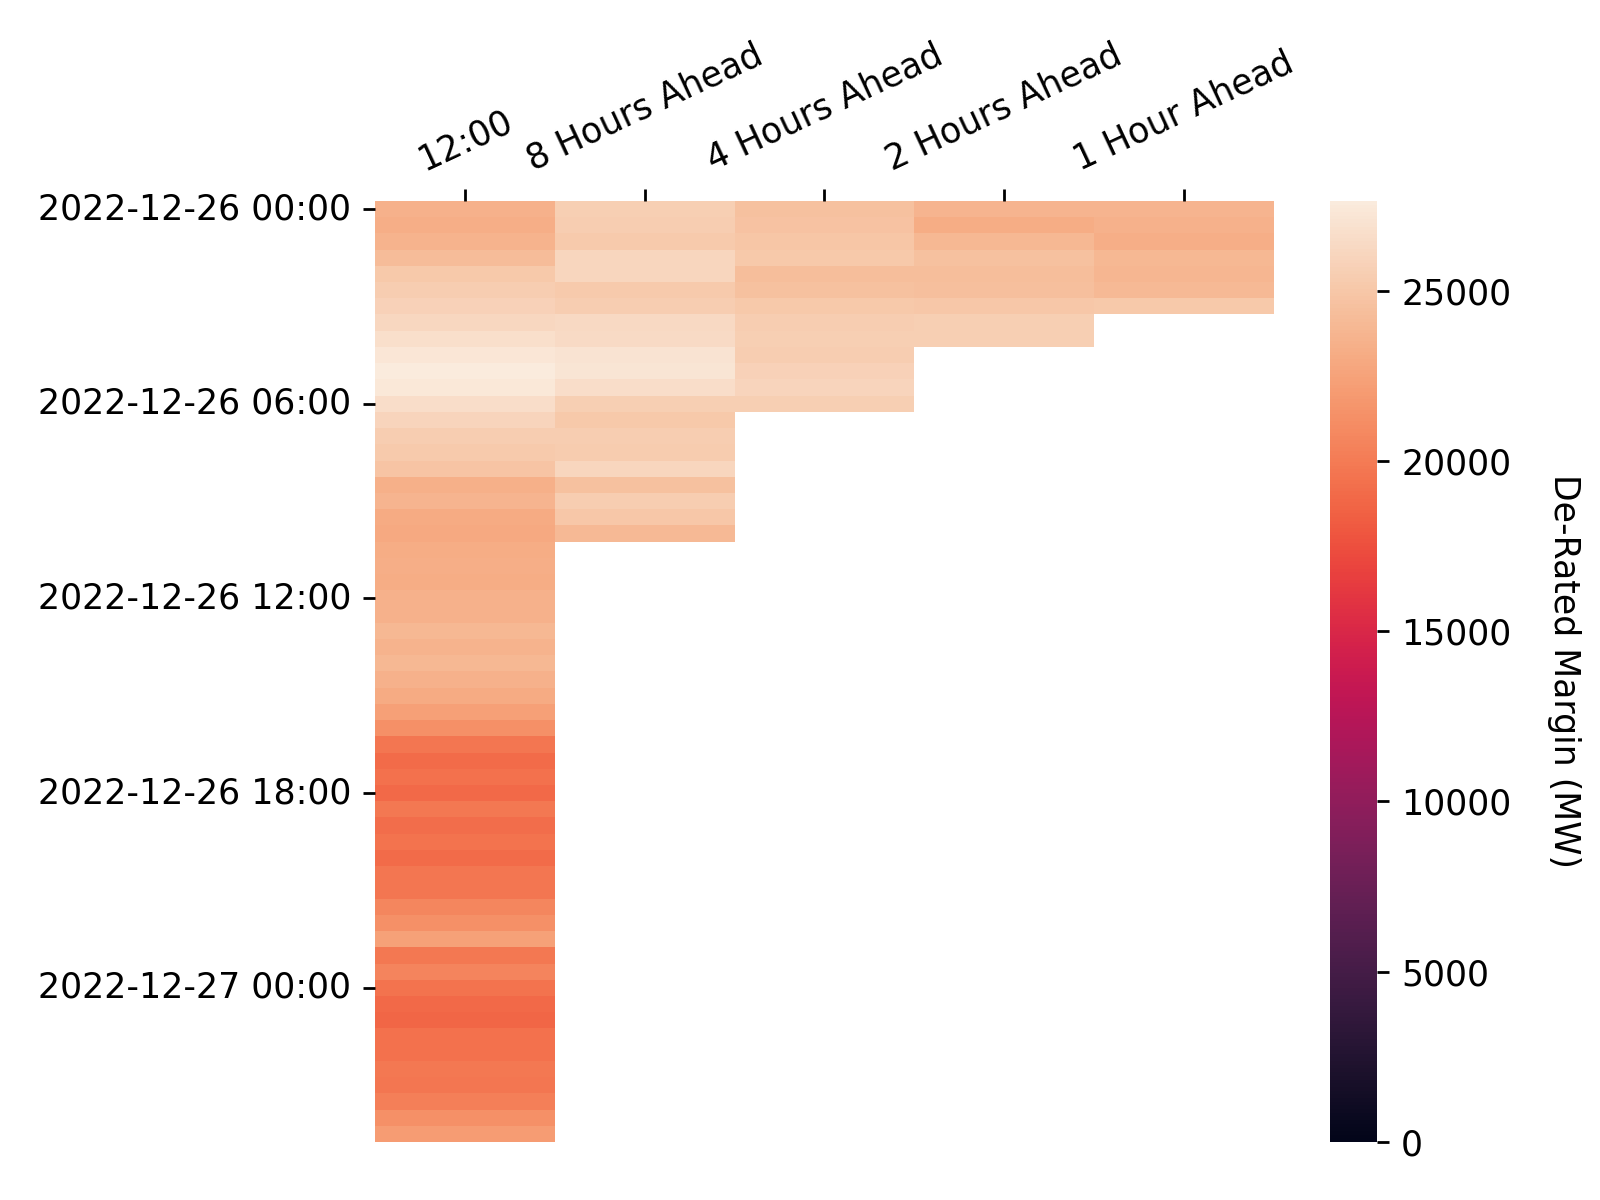 12:00
8 Hours Ahead
4 Hours Ahead
2 Hours Ahead
1 Hour Ahead
2022-12-26 00:00
2022-12-26 06:00
2022-12-26 12:00
2022-12-26 18:00
2022-12-27 00:00
25000
20000
15000
10000
5000
0
De-Rated Margin (MW)